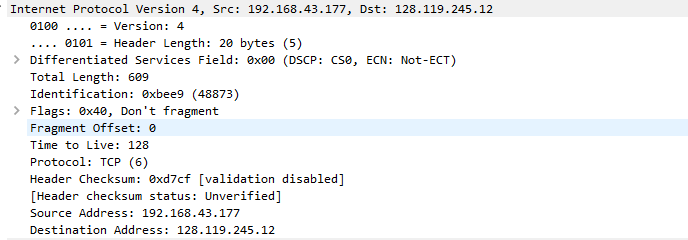 Internet Protocol Version 4, Src: 192.168.43.177, Dst: 128.119.245.12
0100 .... = Version: 4
.... 0101 = Header Length: 20 bytes (5)
Differentiated Services Field: 0x00 (DSCP: CS0, ECN: Not-ECT)
Total Length: 609
Identification: 0xbee9 (48873)
Flags: 0x40, Don't fragment
Fragment Offset: 0
Time to Live: 128
Protocol: TCP (6)
Header Checksum: 0xd7cf [validation disabled]
[Header checksum status: Unverified]
Source Address: 192.168.43.177
Destination Address: 128.119.245.12